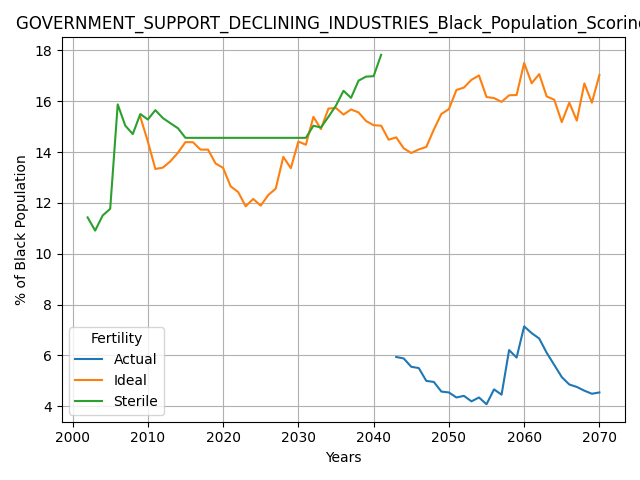 GOVERNMENT_SUPPORT_DECLINING_INDUSTRIES_Black_Population_Scorin
% of Black Population
18
16
14
12
10
8
6
4
Fertility
Actual
Ideal
Sterile
2000 2010 2020 2030 2040 2050 2060 2070
Years